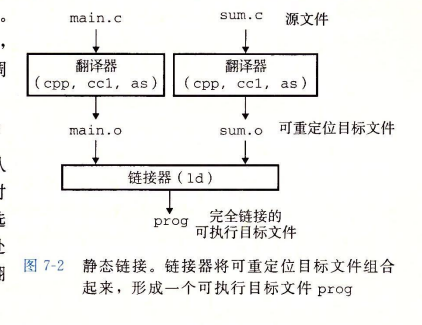 main.c sum.c 源文件
翻译器 翻译器
(cpp, cc1, as) (cpp, cc1, as)
main.o sum.o 可重定位目标文件
链接器(ld)
prog 完全链接的
可执行目标文件
图 7-2 静态链接。链接器将可重定位目标文件组合
起来，形成一个可执行目标文件 prog